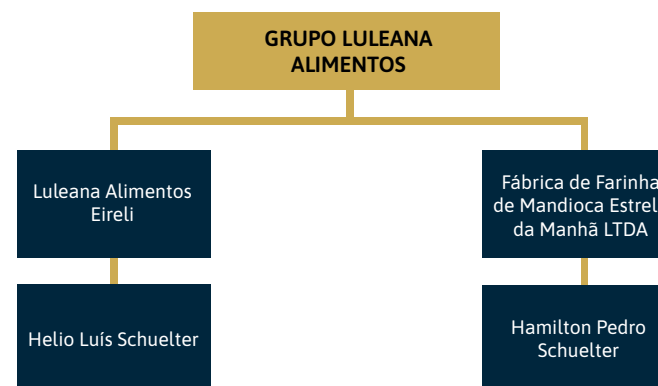 GRUPO LULEANA
ALIMENTOS
Luleana Alimentos
Eireli
Fábrica de Farinha
de Mandioca Estrel
da Manhã LTDA
Helio Luís Schuelter
Hamilton Pedro
Schuelter